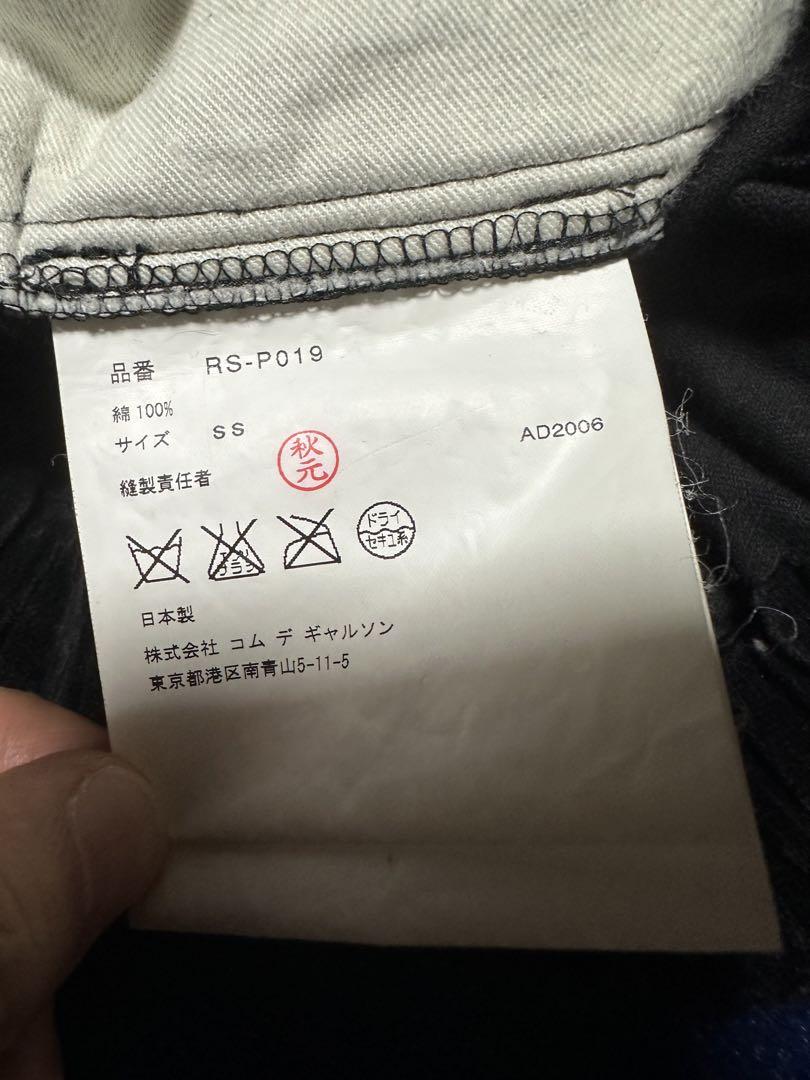 品番 RS-P019
綿 100%
サイズ SS
AD2006
縫製責任者 秋元
ドライ
セキユ系
日本製
株式会社 コム デ ギャルソン
東京都港区南青山5-11-5